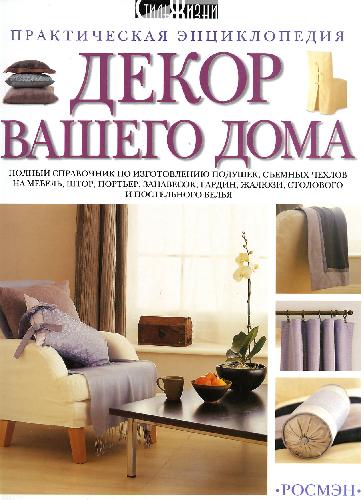 СТИЛЬ ЖИЗНИ
ПРАКТИЧЕСКАЯ ЭНЦИКЛОПЕДИЯ
ДЕКОР
ВАШЕГО ДОМА
ПОЛНЫЙ СПРАВОЧНИК ПО ИЗГОТОВЛЕНИЮ ПОДУШЕК, СЪЕМНЫХ ЧЕХЛОВ
НА МЕБЕЛЬ, ШТОР, ПОРТЬЕР, ЗАНАВЕСОК, ГАРДИН, ЖАЛЮЗИ, СТОЛОВОГО
И ПОСТЕЛЬНОГО БЕЛЬЯ
·РОСМЭН·